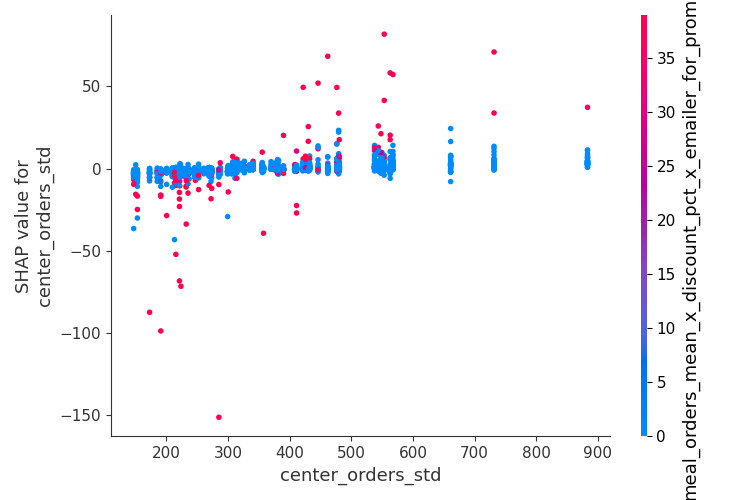 50
0
−50
−100
−150
SHAP value for
center_orders_std
200 300 400 500 600 700 800 900
center_orders_std
35
30
25
20
15
10
5
0
meal_orders_mean_x_discount_pct_x_emailer_for_prom